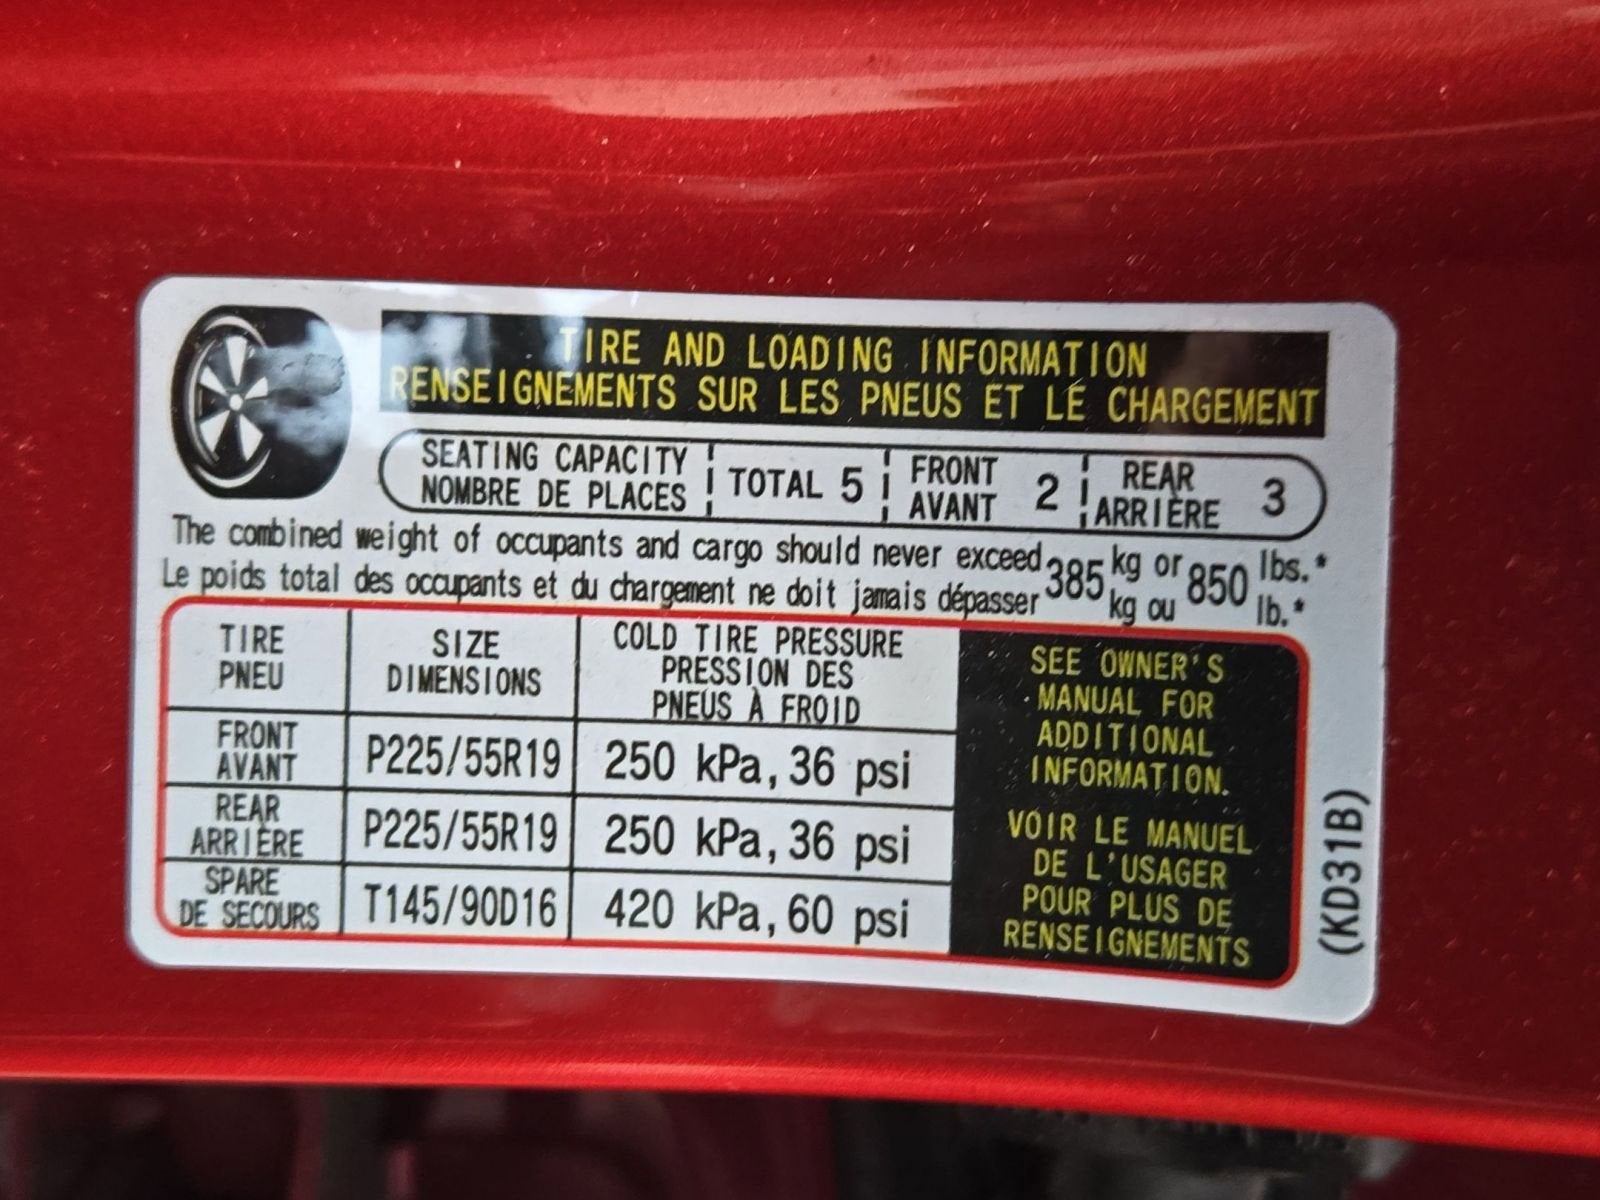 TIRE AND LOADING INFORMATION
RENSEIGNEMENTS SUR LES PNEUS ET LE CHARGEMENT
SEATING CAPACITY
NOMBRE DE PLACES
TOTAL 5
FRONT
AVANT
2
REAR
ARRIÈRE
3
The combined weight of occupants and cargo should never exceed 385 kg or 850 lbs.*
Le poids total des occupants et du chargement ne doit jamais dépasser 385 kg ou 850 lb.*
TIRE
PNEU
SIZE
DIMENSIONS
COLD TIRE PRESSURE
PRESSION DES
PNEUS À FROID
FRONT
AVANT
P225/55R19
250 kPa, 36 psi
REAR
ARRIÈRE
P225/55R19
250 kPa, 36 psi
SPARE
DE SECOURS
T145/90D16
420 kPa, 60 psi
SEE OWNER'S
MANUAL FOR
ADDITIONAL
INFORMATION.
VOIR LE MANUEL
DE L'USAGER
POUR PLUS DE
RENSEIGNEMENTS
(KD31B)